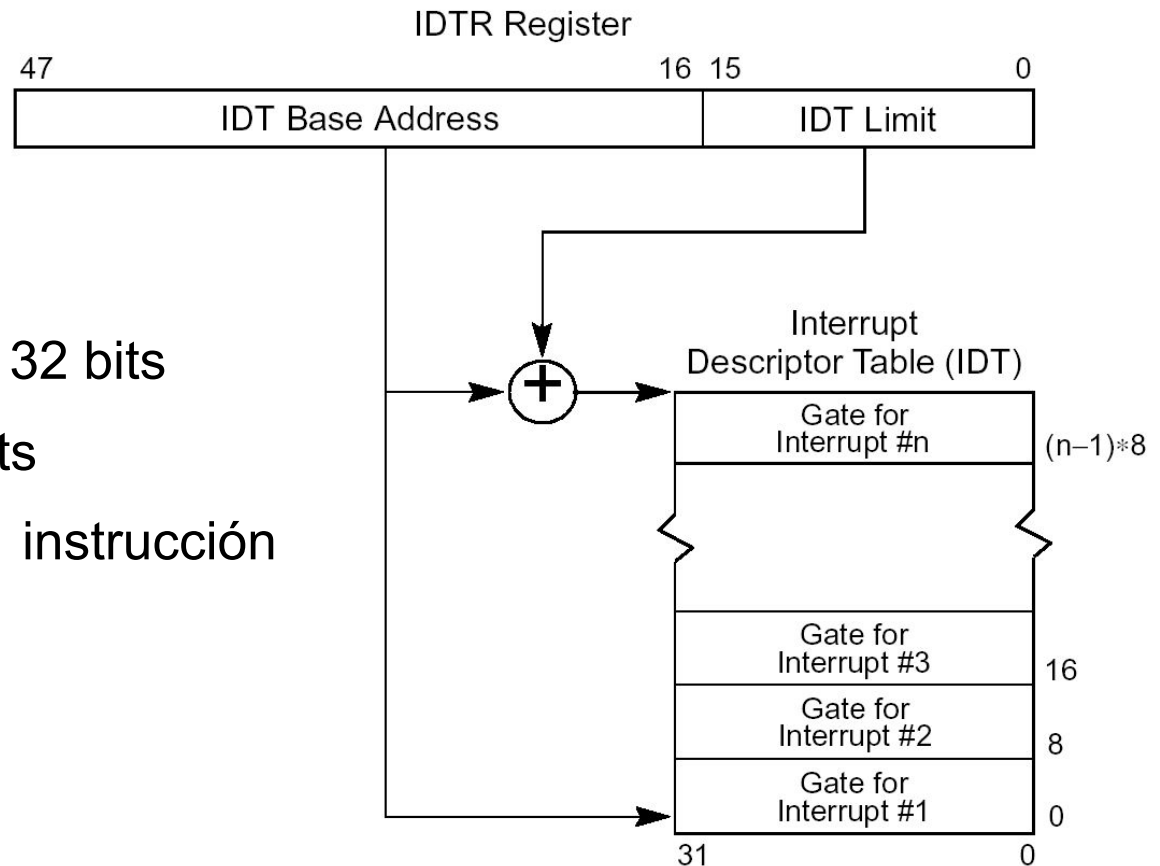 IDTR Register
47 16 15 0
IDT Base Address IDT Limit
32 bits
ts
instrucción
+
Interrupt
Descriptor Table (IDT)
Gate for
Interrupt #n
(n–1)*8
Gate for
Interrupt #3
16
Gate for
Interrupt #2
8
Gate for
Interrupt #1
0
31 0